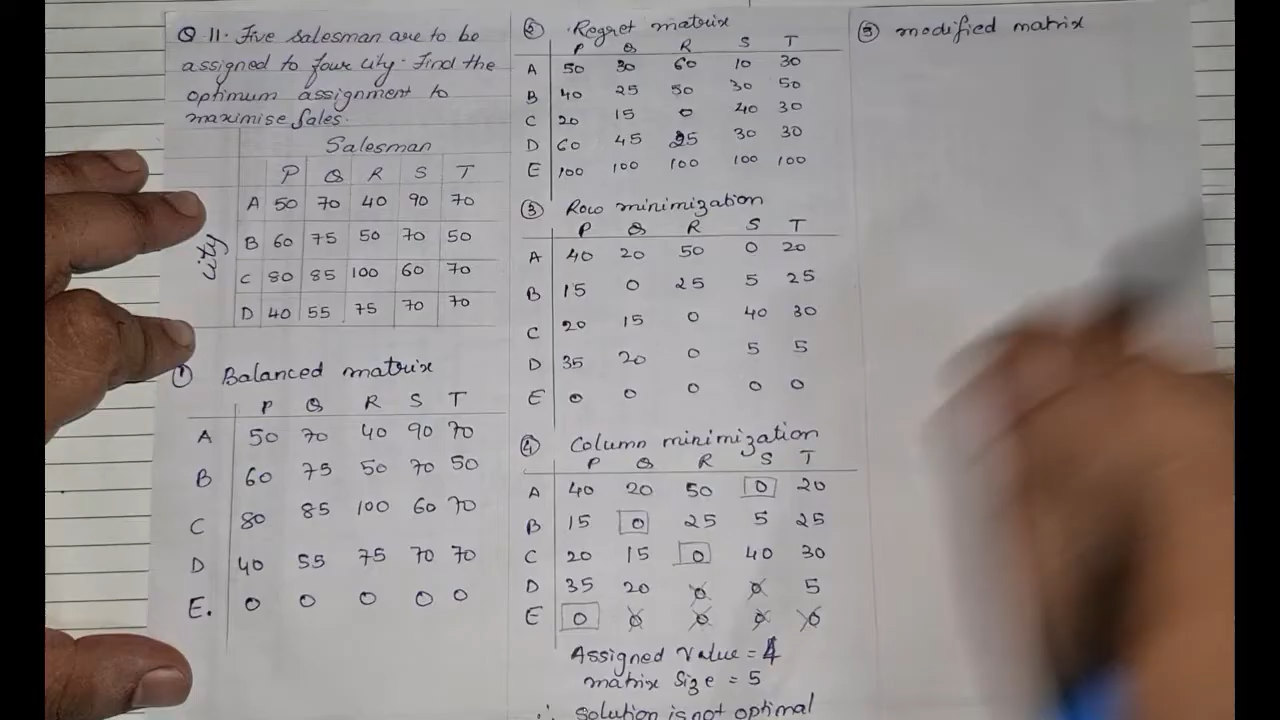 Q 11. Five salesman are to be
assigned to four city. Find the
optimum assignment to
maximise sales.
Salesman
P Q R S T
city
A 50 70 40 90 70
B 60 75 50 70 50
C 80 85 100 60 70
D 40 55 75 70 70
① Balanced matrix
P Q R S T
A 50 70 40 90 70
B 60 75 50 70 50
C 80 85 100 60 70
D 40 55 75 70 70
E. 0 0 0 0 0
② Regret matrix
P Q R S T
A 50 30 60 10 30
B 40 25 50 30 50
C 20 15 0 40 30
D 60 45 25 30 30
E 100 100 100 100 100
③ Row minimization
P Q R S T
A 40 20 50 0 20
B 15 0 25 5 25
C 20 15 0 40 30
D 35 20 0 5 5
E 0 0 0 0 0
④ Column minimization
P Q R S T
A 40 20 50 0 20
B 15 0 25 5 25
C 20 15 0 40 30
D 35 20 0 0 5
E 0 0 0 0 0
Assigned value = 4
matrix size = 5
∴ solution is not optimal
⑤ modified matrix